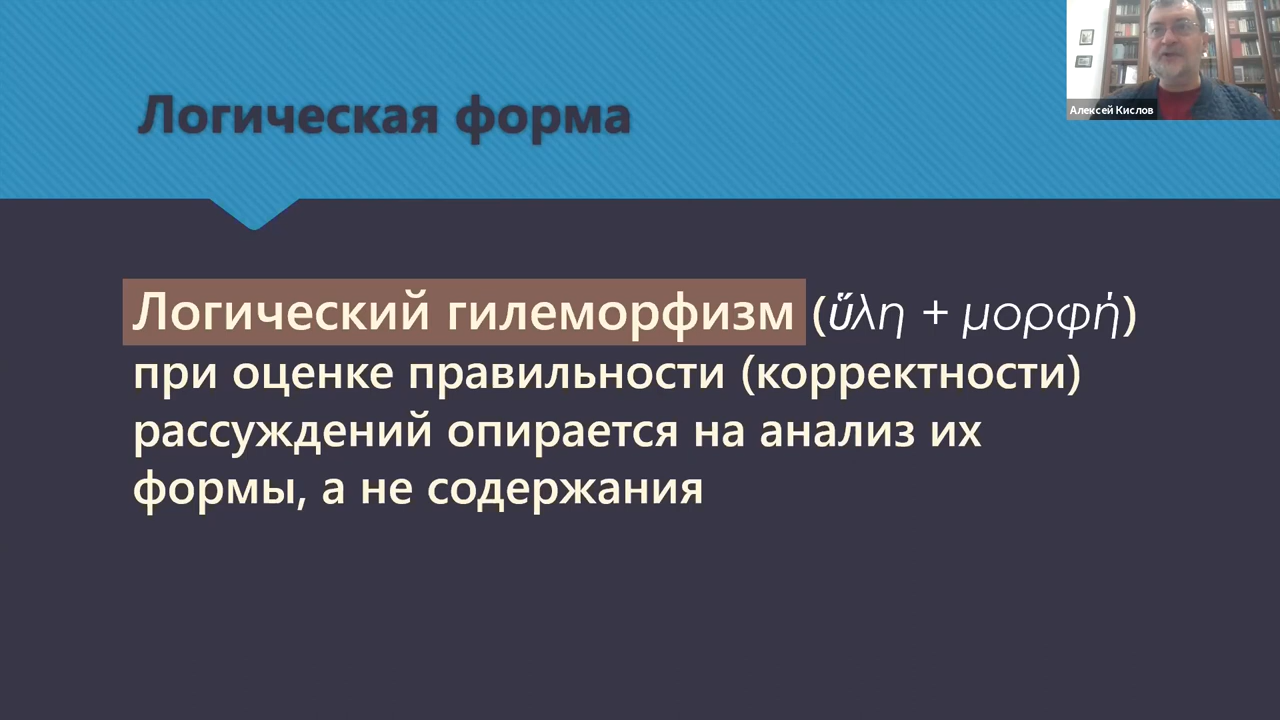 Логическая форма
Алексей Кислов
Логический гилеморфизм (ὕλη + μορφή)
при оценке правильности (корректности)
рассуждений опирается на анализ их
формы, а не содержания